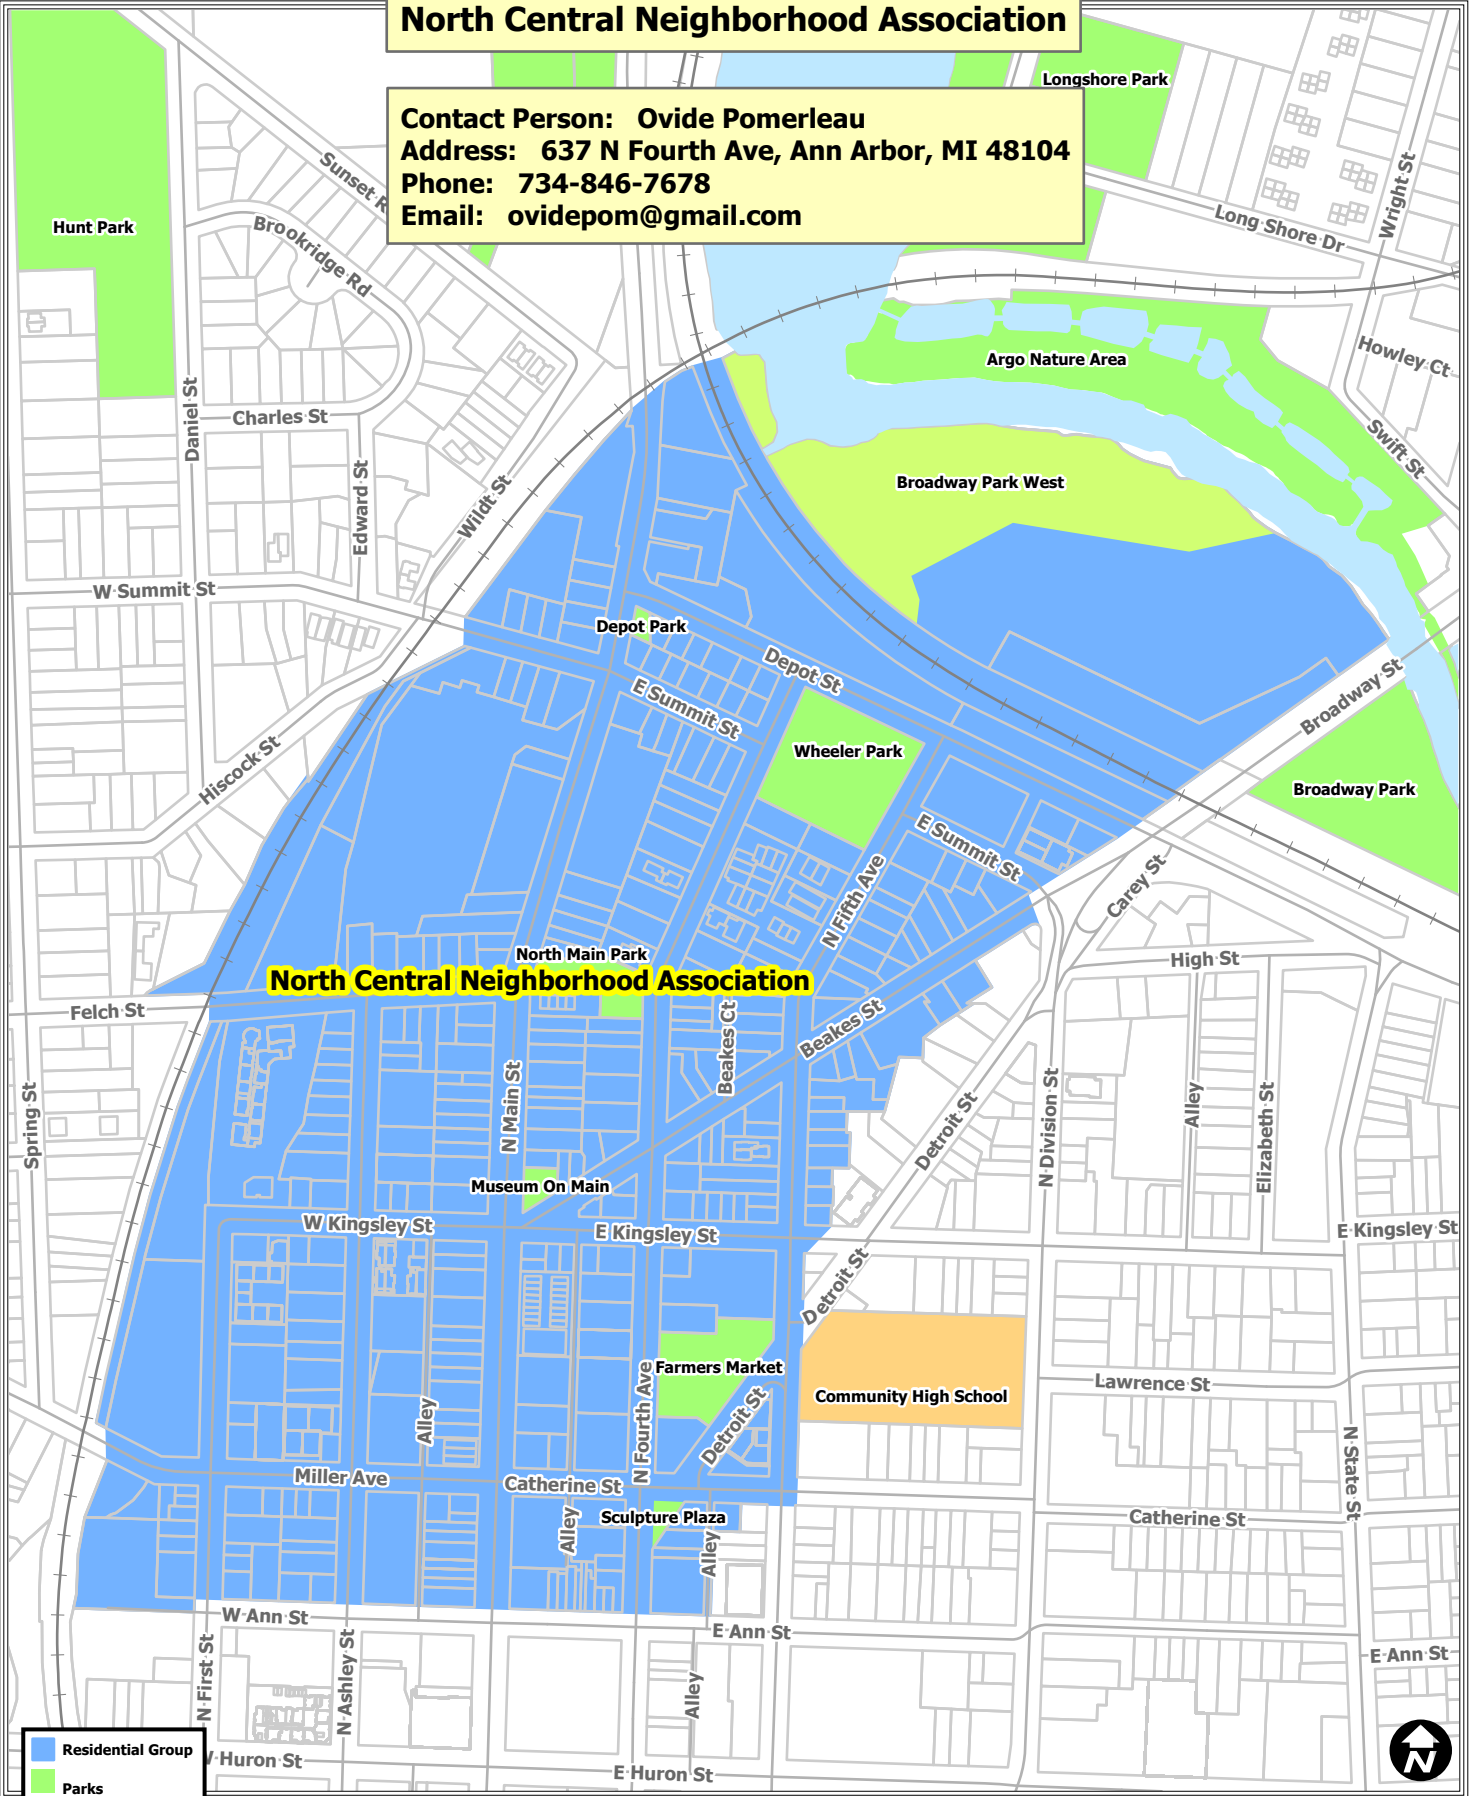 North Central Neighborhood Association
Longshore Park
Contact Person: Ovide Pomerleau
Address: 637 N Fourth Ave, Ann Arbor, MI 48104
Phone: 734-846-7678
Email: ovidepom@gmail.com
Sunset R
Wright St
Hunt Park
Long Shore Dr
Brookridge Rd
Argo Nature Area
Howley Ct
Daniel St
Charles St
Swift St
Broadway Park West
Edward St
Wildt St
W Summit St
Depot Park
Depot St
E Summit St
Broadway St
Wheeler Park
Hiscock St
Broadway Park
E Summit St
Carey St
N Fifth Ave
North Main Park
High St
North Central Neighborhood Association
Felch St
Beakes St
Beakes Ct
N Main St
Spring St
Detroit St
N Division St
Alley
Elizabeth St
Museum On Main
W Kingsley St
E Kingsley St
E Kingsley St
Detroit St
Farmers Market
Lawrence St
Community High School
N Fourth Ave
Alley
Detroit St
N State St
Miller Ave
Catherine St
Sculpture Plaza
Catherine St
Alley
Alley
W Ann St
E Ann St
E Ann St
N First St
N Ashley St
Alley
Residential Group
W Huron St
E Huron St
Parks
N